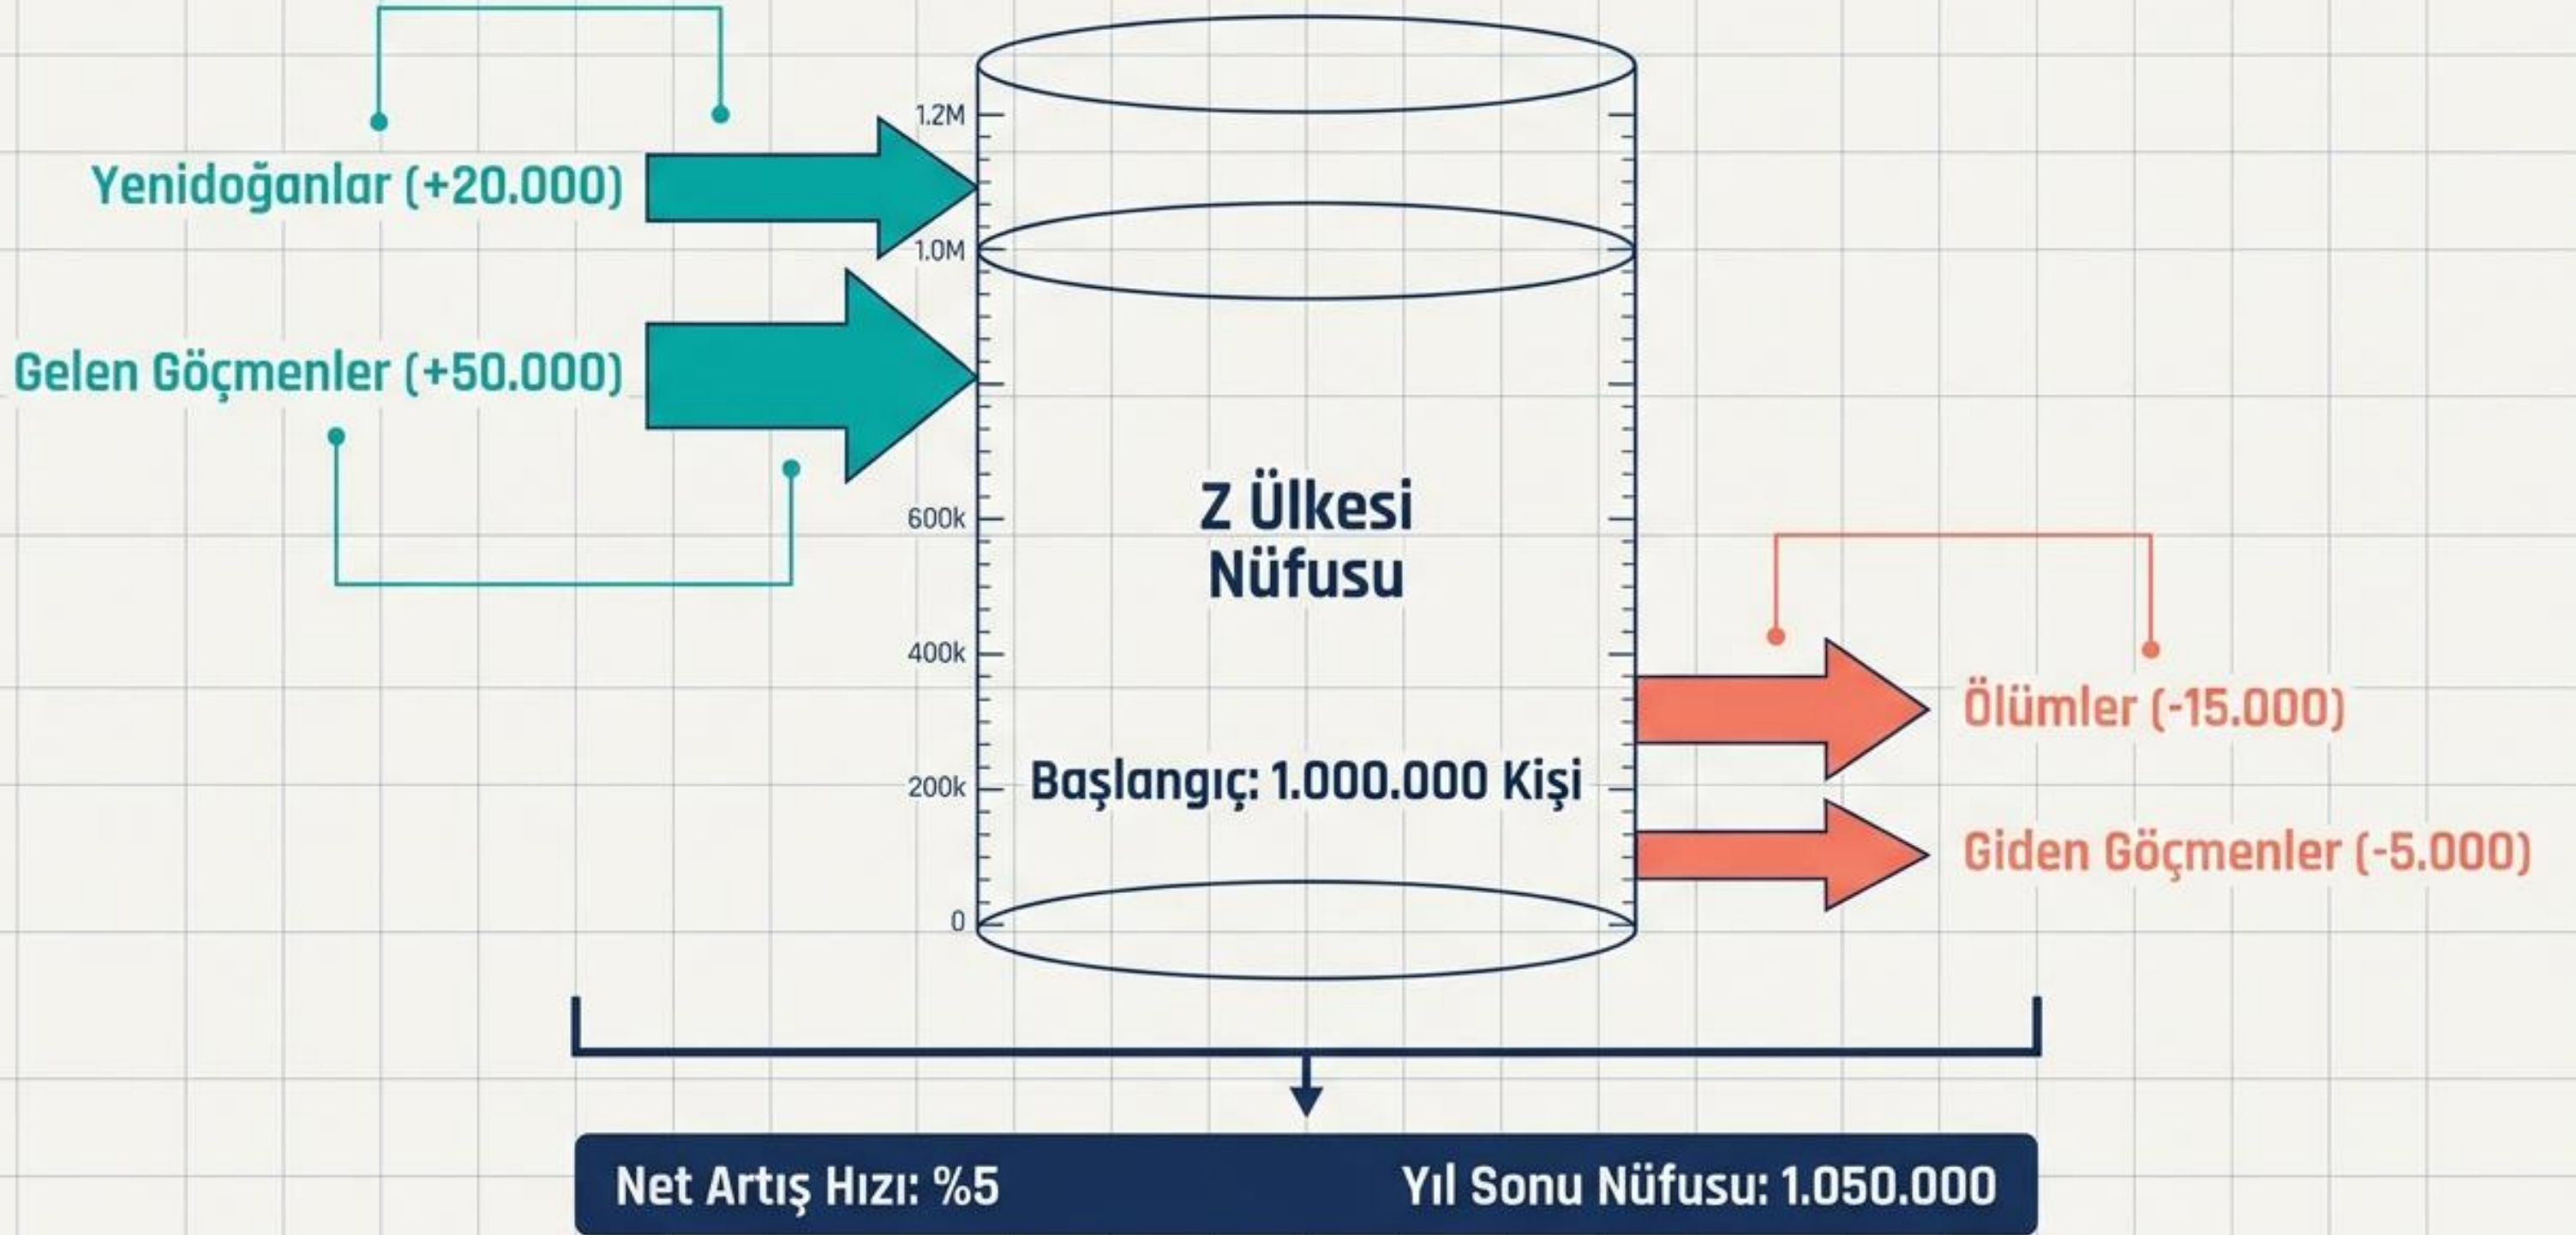 1.2M
Yenidoğanlar (+20.000)
1.0M
Gelen Göçmenler (+50.000)
Z Ülkesi
Nüfusu
600k
400k
Ölümler (-15.000)
200k
Başlangıç: 1.000.000 Kişi
Giden Göçmenler (-5.000)
0
Net Artış Hızı: %5
Yıl Sonu Nüfusu: 1.050.000